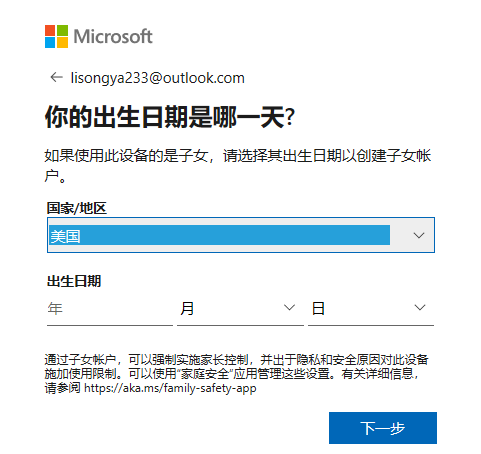 Microsoft
lisongya233@outlook.com
你的出生日期是哪一天?
如果使用此设备的是子女，请选择其出生日期以创建子女帐
户。
国家/地区
美国
出生日期
年 月 日
通过子女帐户，可以强制实施家长控制，并出于隐私和安全原因对此设备
施加使用限制。可以使用"家庭安全"应用管理这些设置。有关详细信息，
请参阅 https://aka.ms/family-safety-app
下一步